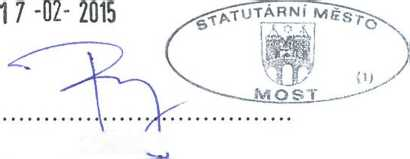 17 -02- 2015
STATUTÁRNÍ MĚSTO
(1)
MOST